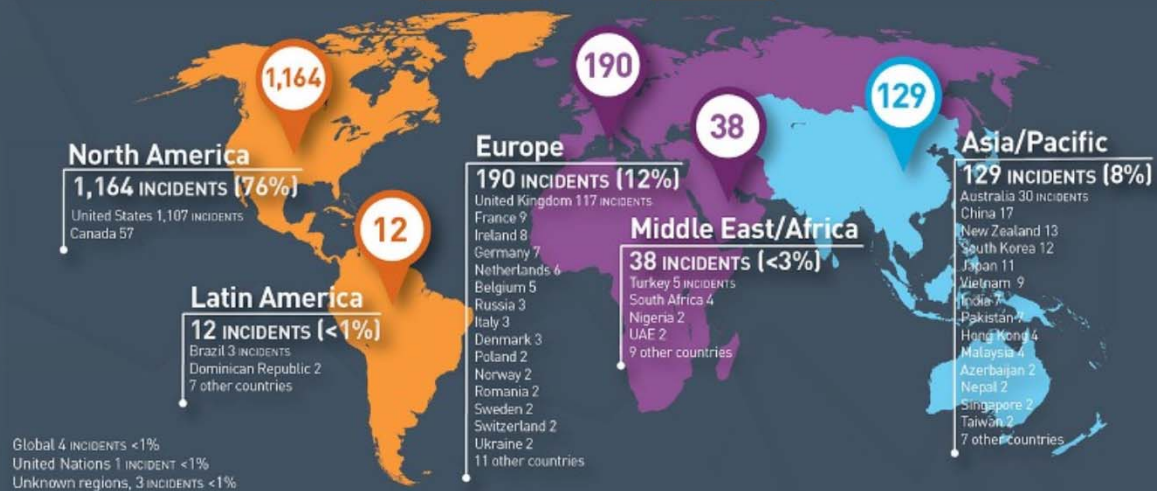 1,164
190
129
38
12
North America
1,164 INCIDENTS (76%)
United States 1,107 INCIDENTS
Canada 57
Latin America
12 INCIDENTS (<1%)
Brazil 3 INCIDENTS
Dominican Republic 2
7 other countries
Europe
190 INCIDENTS (12%)
United Kingdom 117 INCIDENTS
France 9
Ireland 8
Germany 7
Netherlands 6
Belgium 5
Russia 3
Italy 3
Denmark 3
Poland 2
Norway 2
Romania 2
Sweden 2
Switzerland 2
Ukraine 2
11 other countries
Middle East/Africa
38 INCIDENTS (<3%)
Turkey 5 INCIDENTS
South Africa 4
Nigeria 2
UAE 2
9 other countries
Asia/Pacific
129 INCIDENTS (8%)
Australia 30 INCIDENTS
China 17
New Zealand 13
South Korea 12
Japan 11
Vietnam 9
India 7
Pakistan 7
Hong Kong 4
Malaysia 4
Azerbaijan 2
Nepal 2
Singapore 2
Taiwan 2
7 other countries
Global 4 INCIDENTS <1%
United Nations 1 INCIDENT <1%
Unknown regions, 3 INCIDENTS <1%